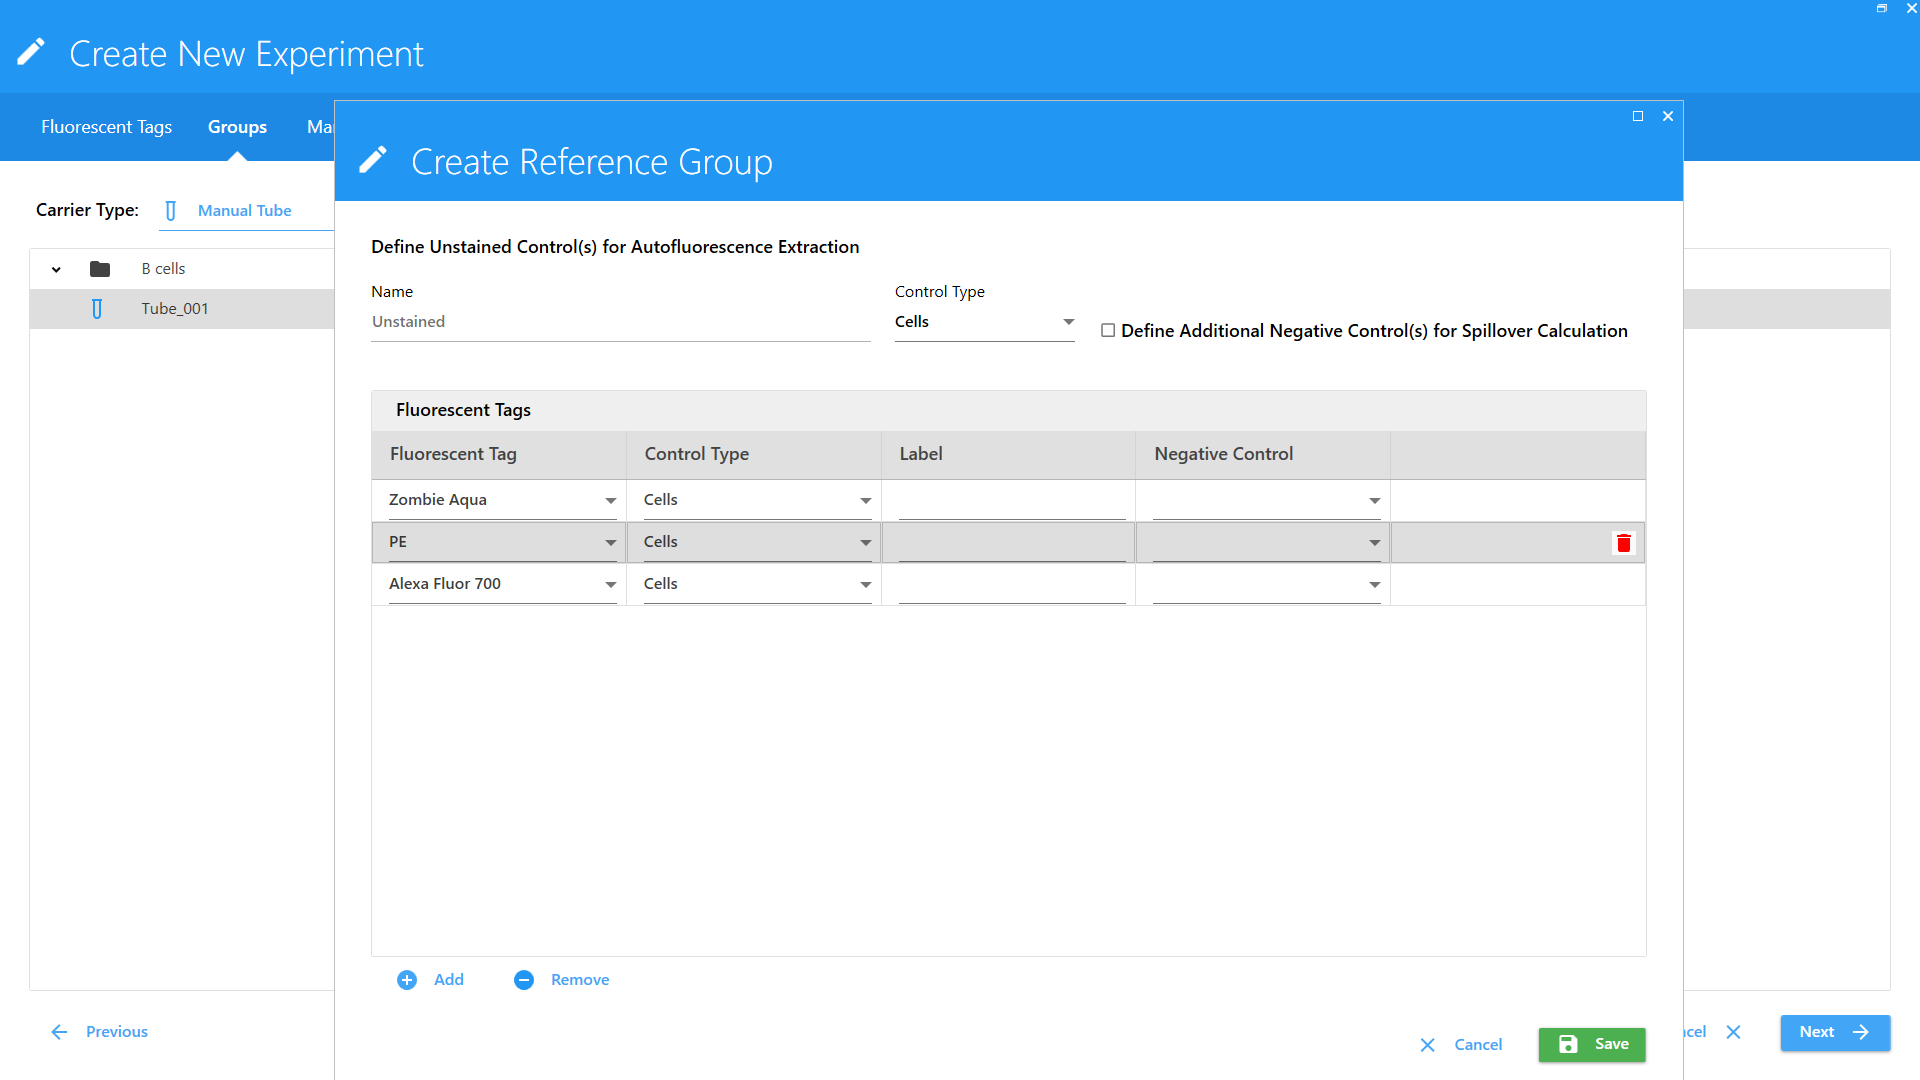 Create New Experiment
Fluorescent Tags
Groups
Carrier Type:
Manual Tube
B cells
Tube_001
Create Reference Group
Define Unstained Control(s) for Autofluorescence Extraction
Name
Control Type
Unstained
Cells
Define Additional Negative Control(s) for Spillover Calculation
Fluorescent Tags
Fluorescent Tag Control Type Label Negative Control
Zombie Aqua Cells
PE Cells
Alexa Fluor 700 Cells
Add
Remove
Cancel
Save
Previous
Next